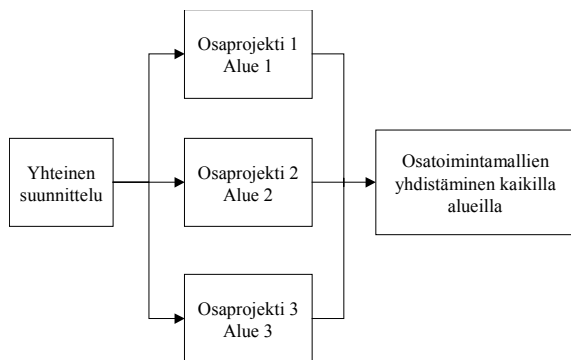 Osaprojekti 1
Alue 1
Yhteinen
suunnittelu
Osaprojekti 2
Alue 2
Osatoimintamallien
yhdistäminen kaikilla
alueilla
Osaprojekti 3
Alue 3